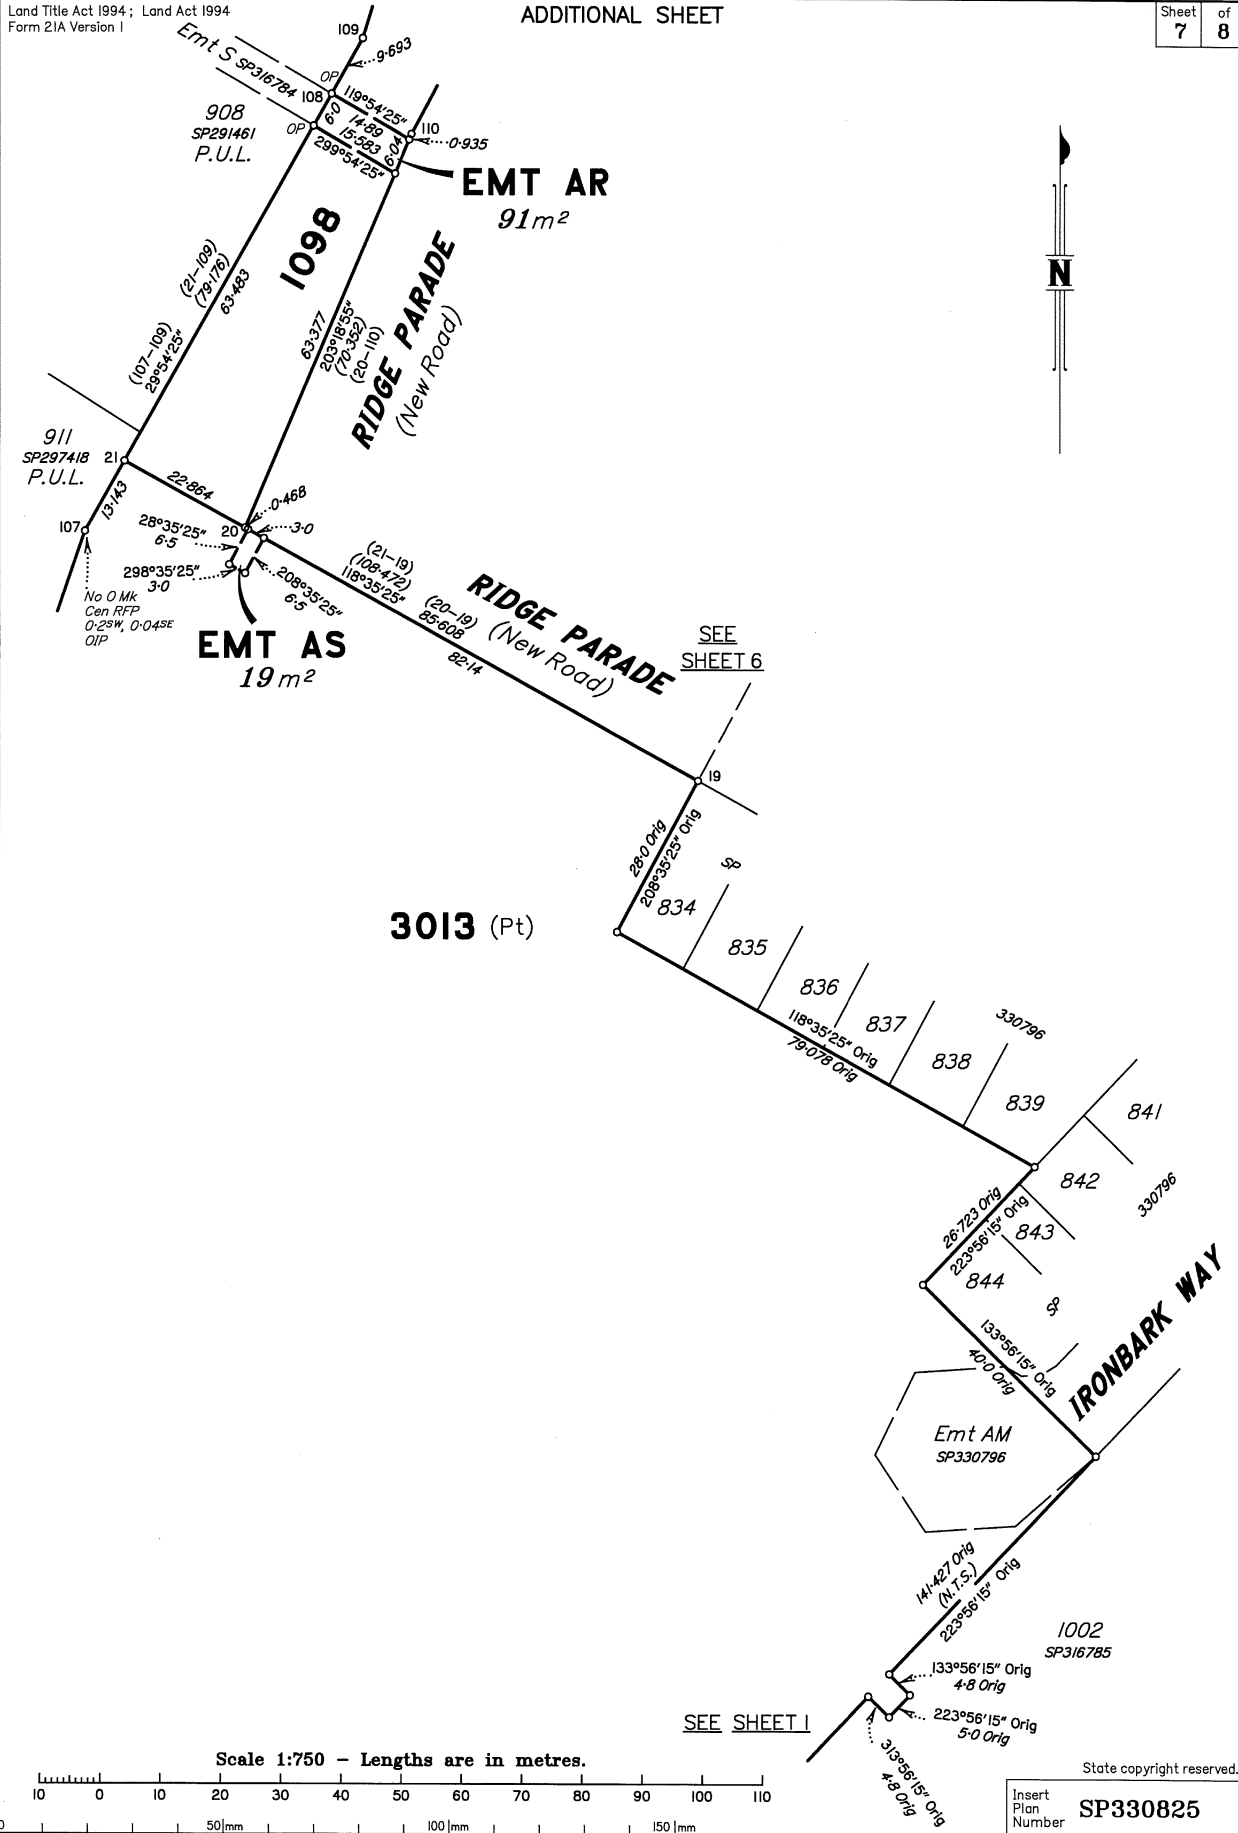 Land Title Act 1994 ; Land Act 1994
Form 21A Version 1
ADDITIONAL SHEET
Sheet of
7 8
109
9·693
Emt S SP316784
OP
108
119°54'25"
6·0
14·89
15·583
299°54'25"
6·04
110
0·935
908
SP291461
P.U.L.
OP
EMT AR
91m²
1098
N
(21-109)
(79·176)
63·483
(107-109)
29°54'25"
63·377
203°18'55"
(70·352)
(20-110)
RIDGE PARADE
(New Road)
911
SP297418
P.U.L.
21
22·864
13·143
107
0·468
20
3·0
28°35'25"
6·5
298°35'25"
3·0
208°35'25"
6·5
No O Mk
Cen RFP
0·2SW, 0·04SE
OIP
EMT AS
19m²
(21-19)
(108·472)
118°35'25"
(20-19)
85·608
82·14
RIDGE PARADE
(New Road)
SEE
SHEET 6
19
28·0 Orig
208°35'25" Orig
SP
834
835
836
837
838
839
330796
3013 (Pt)
118°35'25" Orig
79·078 Orig
841
842
843
844
330796
26·723 Orig
223°56'15" Orig
SP
133°56'15" Orig
40·0 Orig
IRONBARK WAY
Emt AM
SP330796
141·427 Orig
(N.T.S.)
223°56'15" Orig
1002
SP316785
133°56'15" Orig
4·8 Orig
223°56'15" Orig
5·0 Orig
313°56'15" Orig
4·8 Orig
SEE SHEET 1
Scale 1:750 – Lengths are in metres.
10 0 10 20 30 40 50 60 70 80 90 100 110
0 50 mm 100 mm 150 mm
State copyright reserved.
Insert
Plan
Number
SP330825